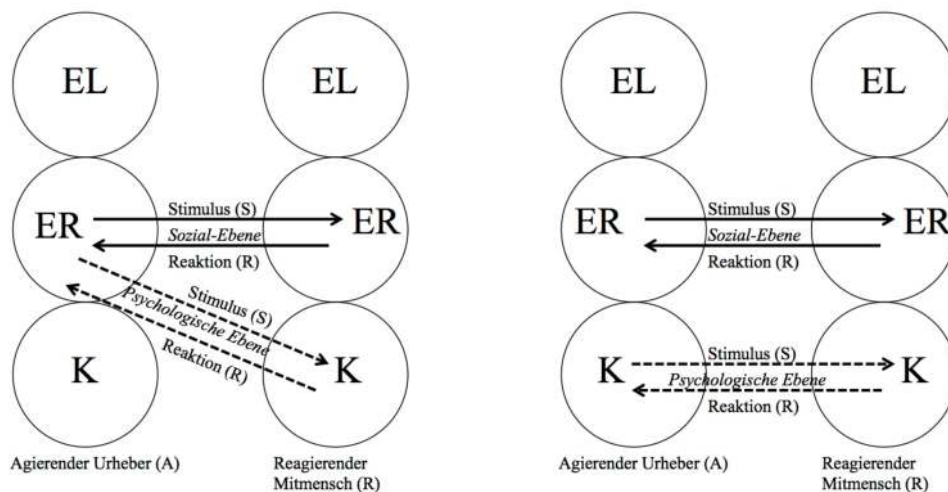 EL
EL
ER
ER
Stimulus (S)
Sozial-Ebene
Reaktion (R)
Stimulus (S)
Psychologische Ebene
Reaktion (R)
K
K
Agierender Urheber (A)
Reagierender
Mitmensch (R)
EL
EL
ER
ER
Stimulus (S)
Sozial-Ebene
Reaktion (R)
K
K
Stimulus (S)
Psychologische Ebene
Reaktion (R)
Agierender Urheber (A)
Reagierender
Mitmensch (R)